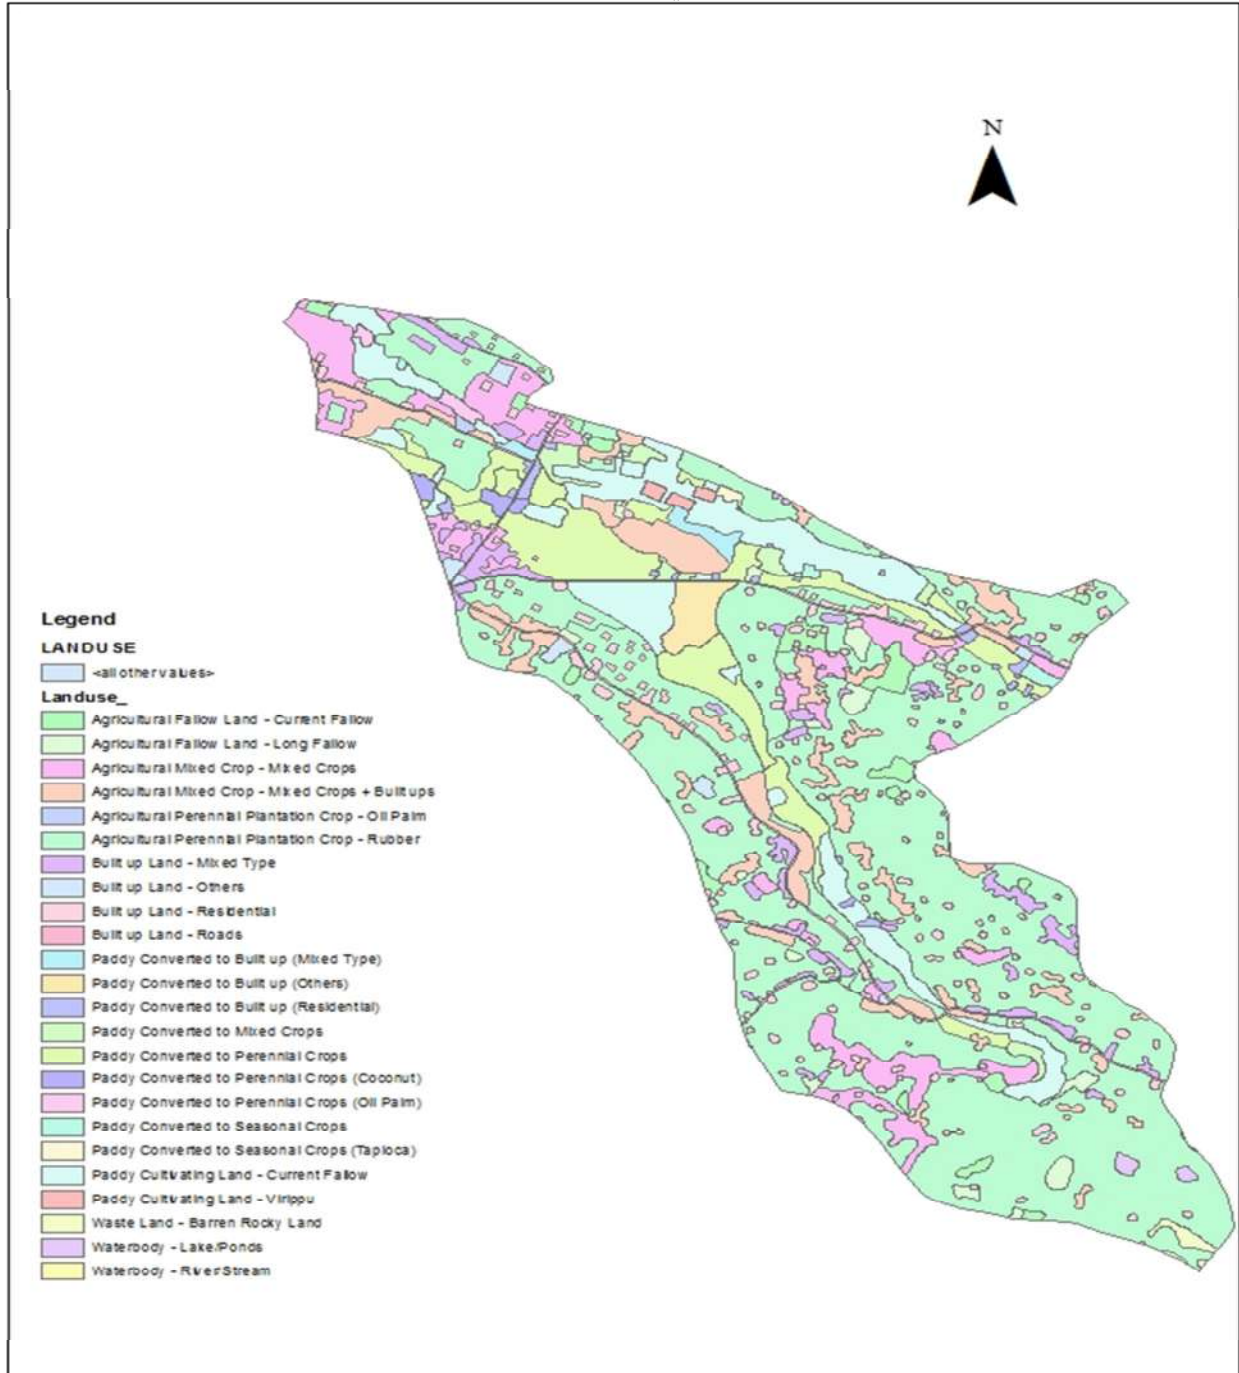 N
Legend
LANDUSE
<all other values>
Landuse_
Agricultural Fallow Land - Current Fallow
Agricultural Fallow Land - Long Fallow
Agricultural Mixed Crop - Mixed Crops
Agricultural Mixed Crop - Mixed Crops + Builtups
Agricultural Perennial Plantation Crop - Oil Palm
Agricultural Perennial Plantation Crop - Rubber
Built up Land - Mixed Type
Built up Land - Others
Built up Land - Residential
Built up Land - Roads
Paddy Converted to Built up (Mixed Type)
Paddy Converted to Built up (Others)
Paddy Converted to Built up (Residential)
Paddy Converted to Mixed Crops
Paddy Converted to Perennial Crops
Paddy Converted to Perennial Crops (Coconut)
Paddy Converted to Perennial Crops (Oil Palm)
Paddy Converted to Seasonal Crops
Paddy Converted to Seasonal Crops (Tapioca)
Paddy Cultivating Land - Current Fallow
Paddy Cultivating Land - Virippu
Waste Land - Barren Rocky Land
Waterbody - Lake/Ponds
Waterbody - River/Stream